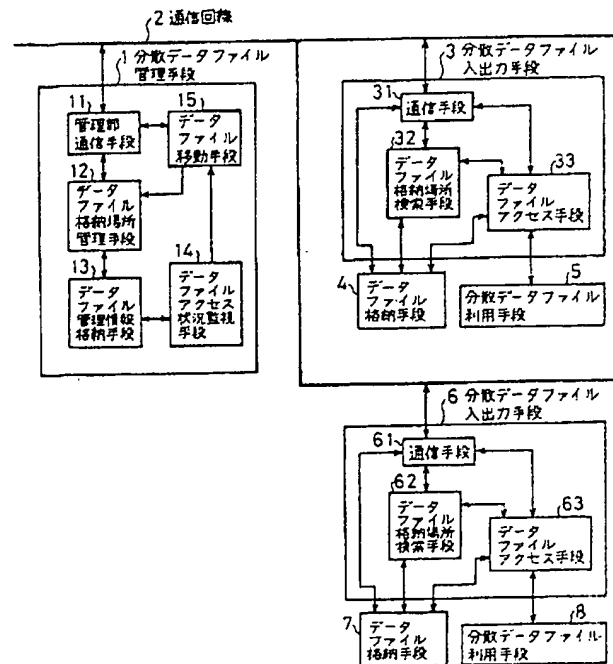 2 通信回線
1 分散データファイル
管理手段
11
管理部
通信手段
15
データ
ファイル
移動手段
12
データ
ファイル
格納場所
管理手段
13
データ
ファイル
管理情報
格納手段
14
データ
ファイル
アクセス
状況監視
手段
3 分散データファイル
入出力手段
31
通信手段
32
データ
ファイル
格納場所
検索手段
33
データ
ファイル
アクセス手段
4
データ
ファイル
格納手段
5
分散データファイル
利用手段
6 分散データファイル
入出力手段
61
通信手段
62
データ
ファイル
格納場所
検索手段
63
データ
ファイル
アクセス手段
7
データ
ファイル
格納手段
8
分散データファイル
利用手段